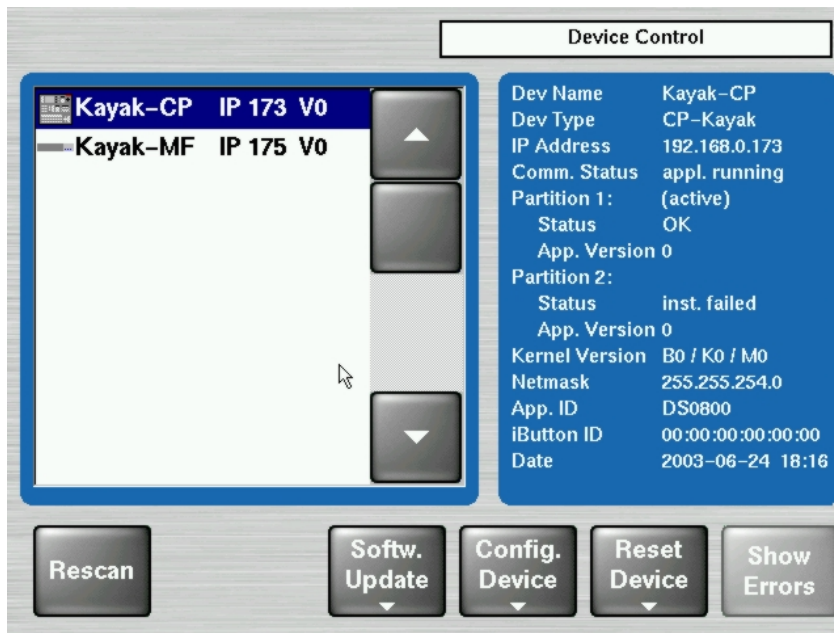 Device Control
Kayak-CP IP 173 V0
Kayak-MF IP 175 V0
Dev Name Kayak-CP
Dev Type CP-Kayak
IP Address 192.168.0.173
Comm. Status appl. running
Partition 1: (active)
Status OK
App. Version 0
Partition 2:
Status inst. failed
App. Version 0
Kernel Version B0 / K0 / M0
Netmask 255.255.254.0
App. ID DS0800
iButton ID 00:00:00:00:00:00
Date 2003-06-24 18:16
Rescan
Softw.
Update
Config.
Device
Reset
Device
Show
Errors